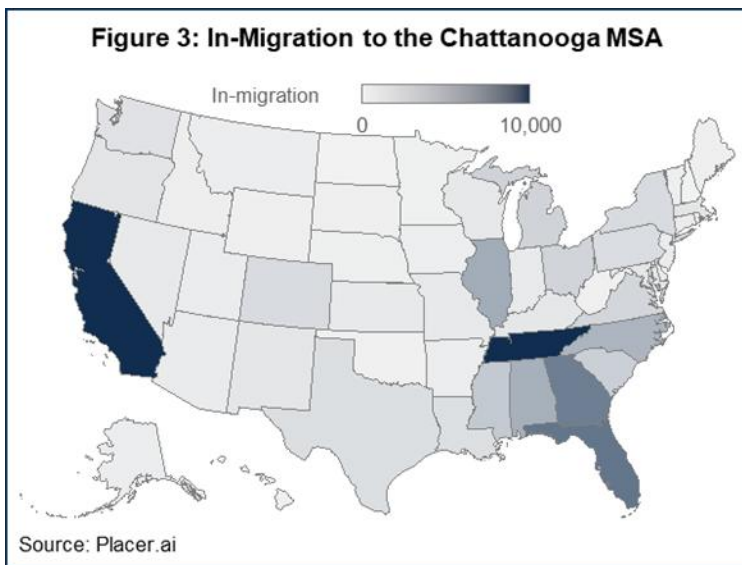 Figure 3: In-Migration to the Chattanooga MSA
In-migration
0 10,000
Source: Placer.ai